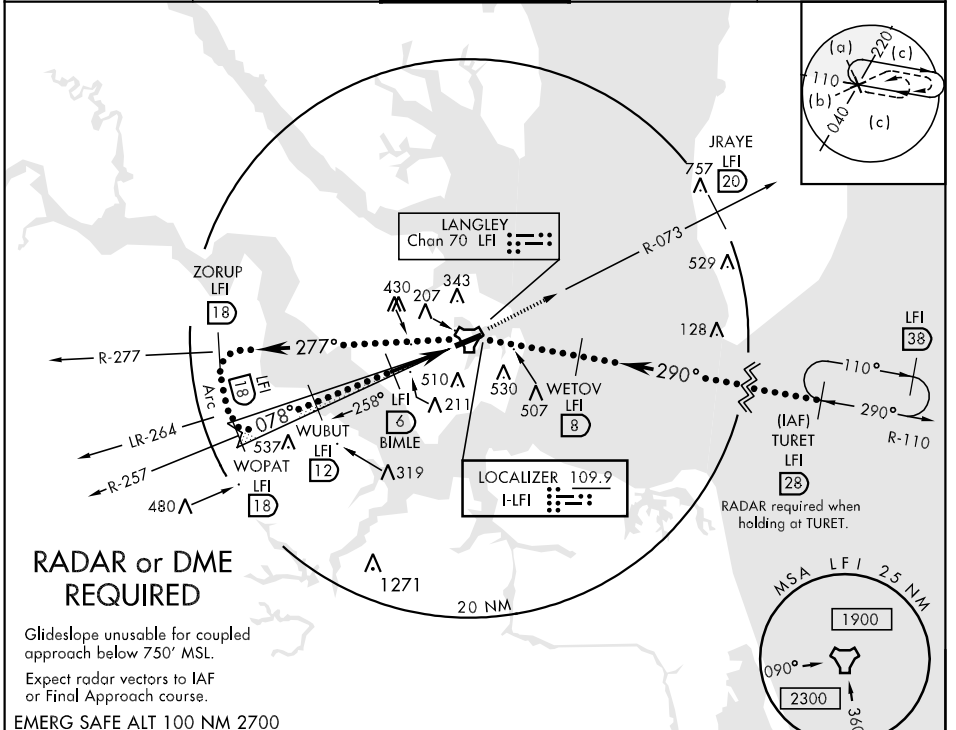 (a)
220
(c)
110
(b)
040
(c)
JRAYE
LFI
20
757
LANGLEY
Chan 70 LFI
R-073
529
ZORUP
LFI
18
430
207
343
128
LFI
38
R-277
277°
290°
110°
290°
R-110
Arc
18
LFI
510
211
530
507
WETOV
LFI
8
(IAF)
TURET
LFI
28
RADAR required when
holding at TURET.
LR-264
R-257
078°
258°
LFI
6
BIMLE
537
WUBUT
LFI
12
319
WOPAT
LFI
18
480
LOCALIZER 109.9
I-LFI
1271
20 NM
RADAR or DME
REQUIRED
Glideslope unusable for coupled
approach below 750' MSL.
Expect radar vectors to IAF
or Final Approach course.
EMERG SAFE ALT 100 NM 2700
MSA LFI 25 NM
1900
090°
2300
360